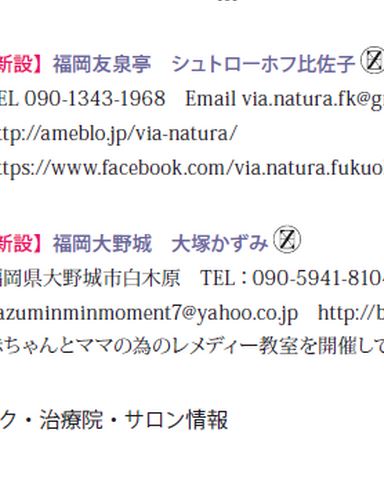 新設】福岡友泉亭　シュトローホフ比佐子 Ⓩ
EL 090-1343-1968　Email via.natura.fk@g
ttp://ameblo.jp/via-natura/
ttps://www.facebook.com/via.natura.fukuo
新設】福岡大野城　大塚かずみ Ⓩ
福岡県大野城市白木原　TEL：090-5941-810
azuminminmoment7@yahoo.co.jp　http://b
ちゃんとママの為のレメディー教室を開催して
ク・治療院・サロン情報